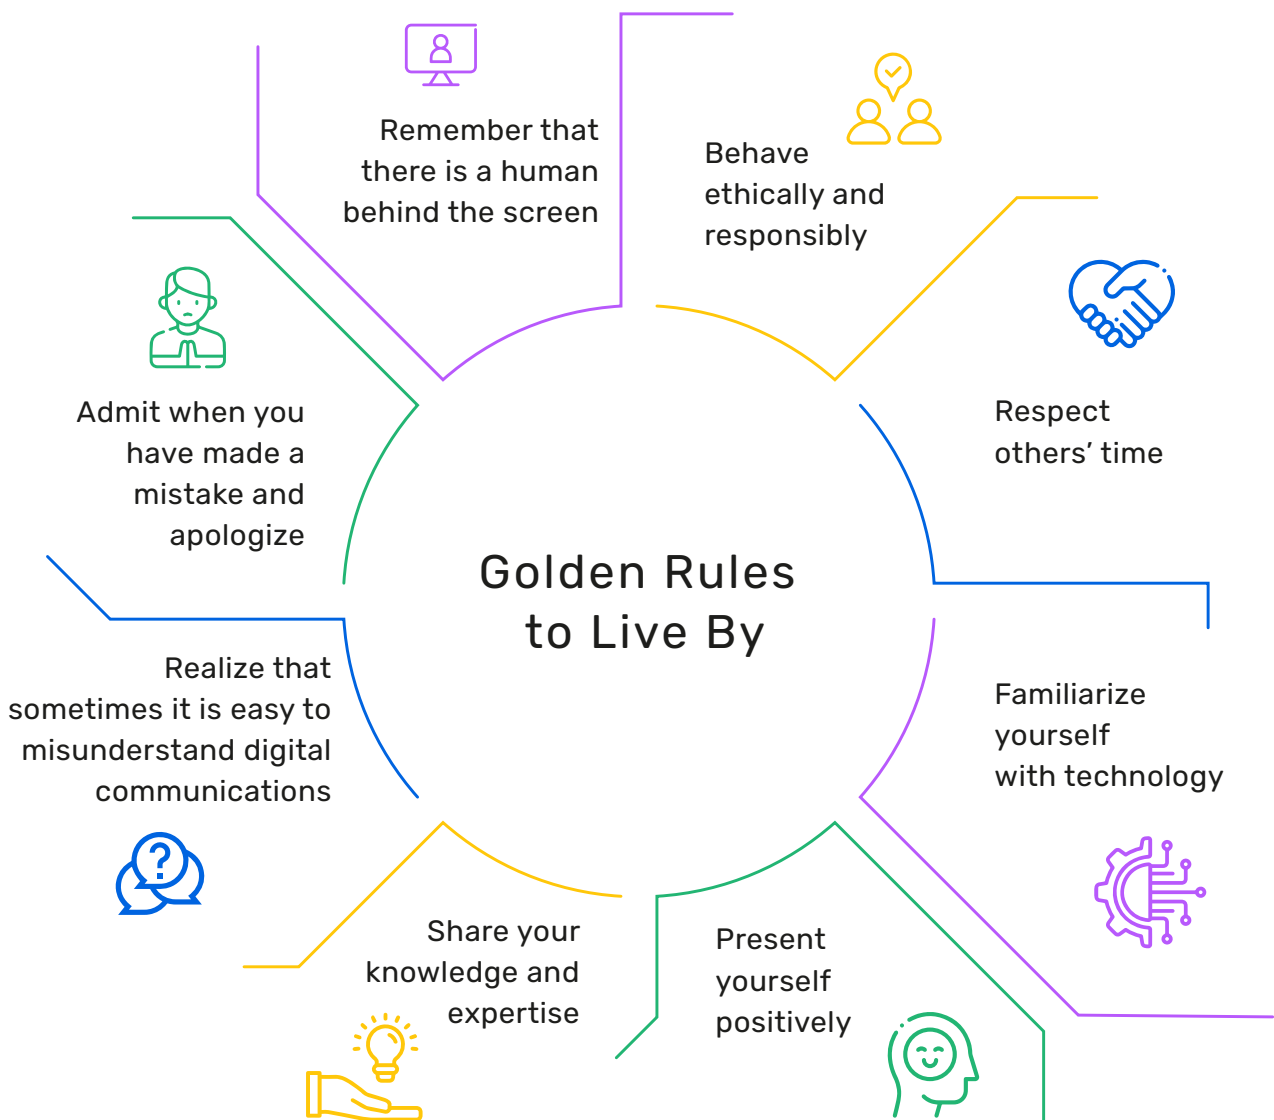 Remember that
there is a human
behind the screen
Behave
ethically and
responsibly
Respect
others’ time
Familiarize
yourself
with technology
Present
yourself
positively
Share your
knowledge and
expertise
Realize that
sometimes it is easy to
misunderstand digital
communications
Admit when you
have made a
mistake and
apologize
Golden Rules
to Live By
?